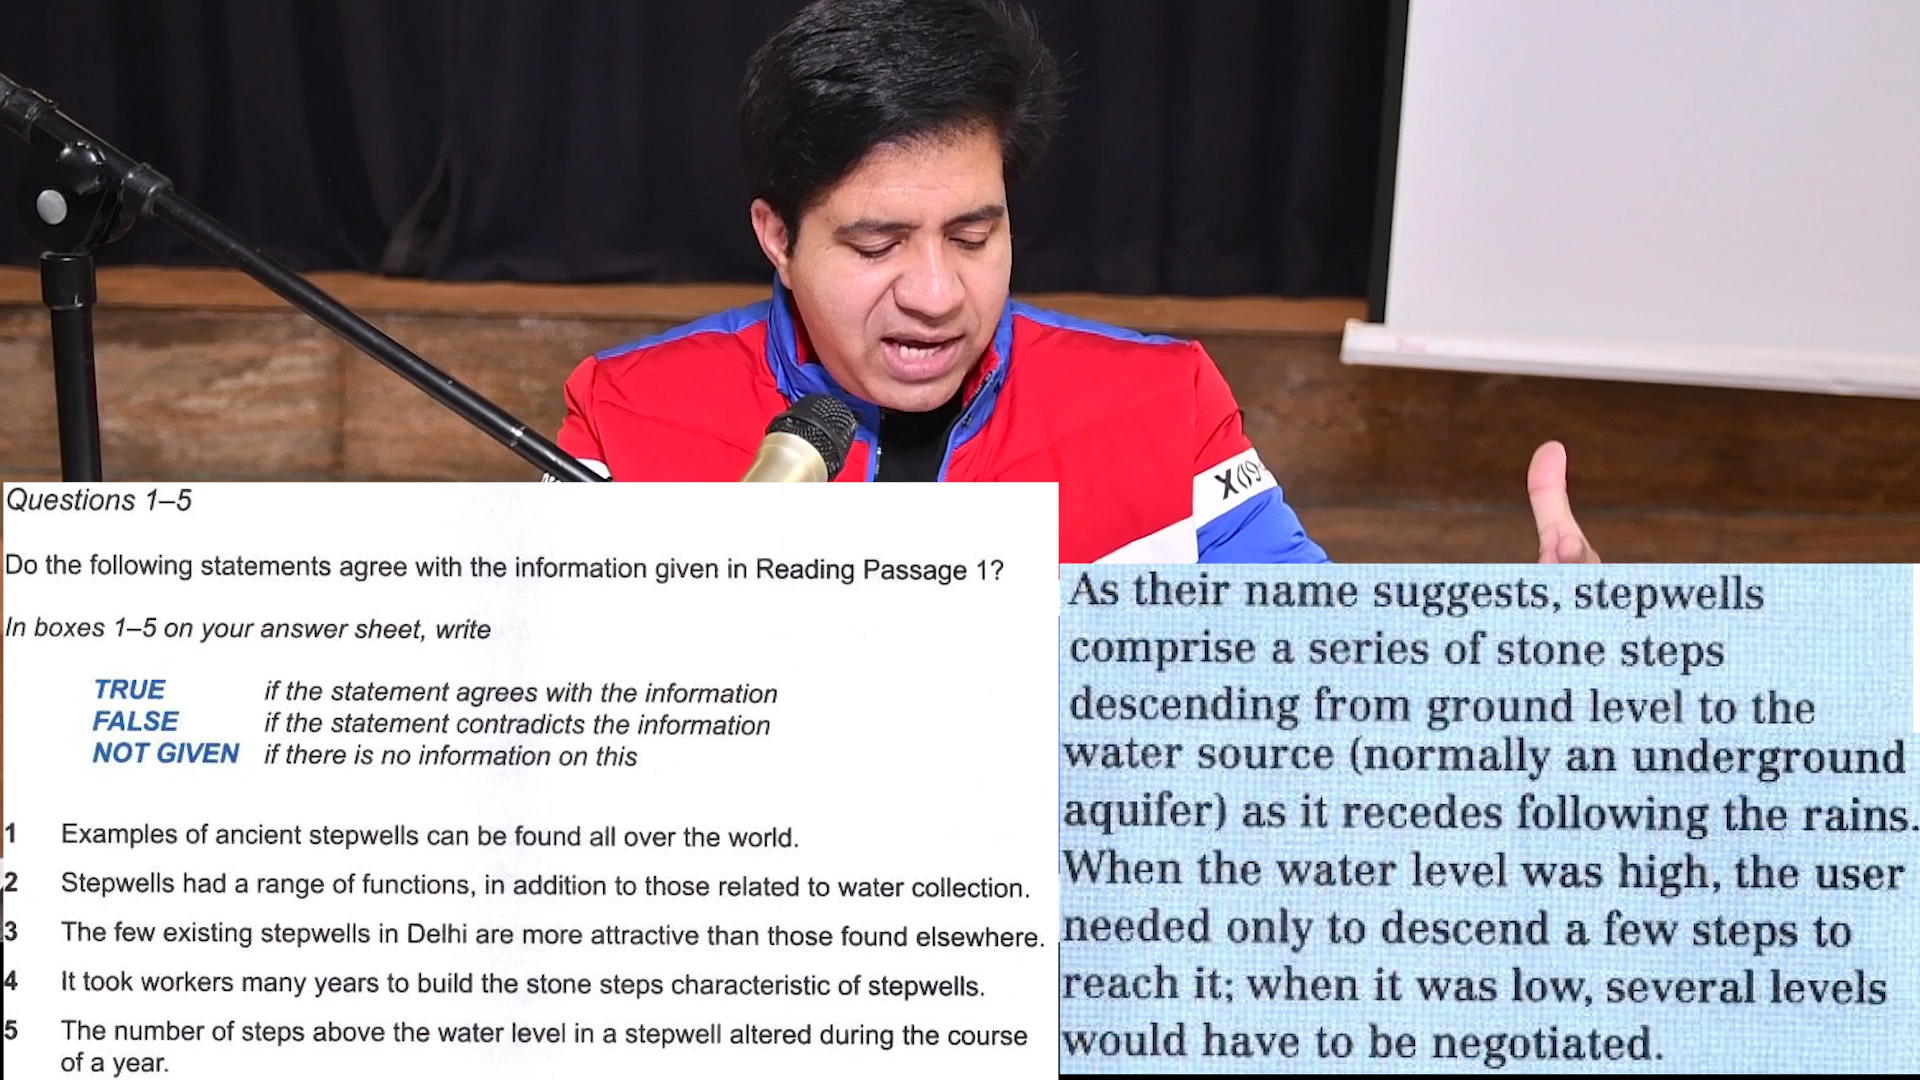 X(19
Questions 1–5
Do the following statements agree with the information given in Reading Passage 1?
In boxes 1–5 on your answer sheet, write
TRUE if the statement agrees with the information
FALSE if the statement contradicts the information
NOT GIVEN if there is no information on this
1 Examples of ancient stepwells can be found all over the world.
2 Stepwells had a range of functions, in addition to those related to water collection.
3 The few existing stepwells in Delhi are more attractive than those found elsewhere.
4 It took workers many years to build the stone steps characteristic of stepwells.
5 The number of steps above the water level in a stepwell altered during the course
of a year.
As their name suggests, stepwells
comprise a series of stone steps
descending from ground level to the
water source (normally an underground
aquifer) as it recedes following the rains.
When the water level was high, the user
needed only to descend a few steps to
reach it; when it was low, several levels
would have to be negotiated.